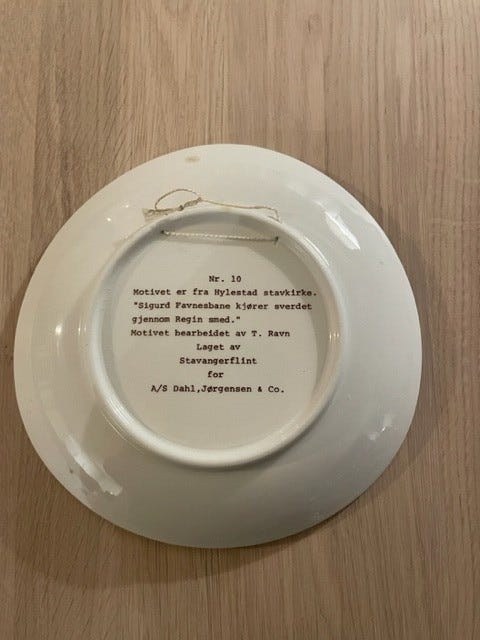 Nr. 10
Motivet er fra Hylestad stavkirke.
"Sigurd Favnesbane kjører sverdet
gjennom Regin smed."
Motivet bearbeidet av T. Ravn
Laget av
Stavangerflint
for
A/S Dahl,Jørgensen & Co.